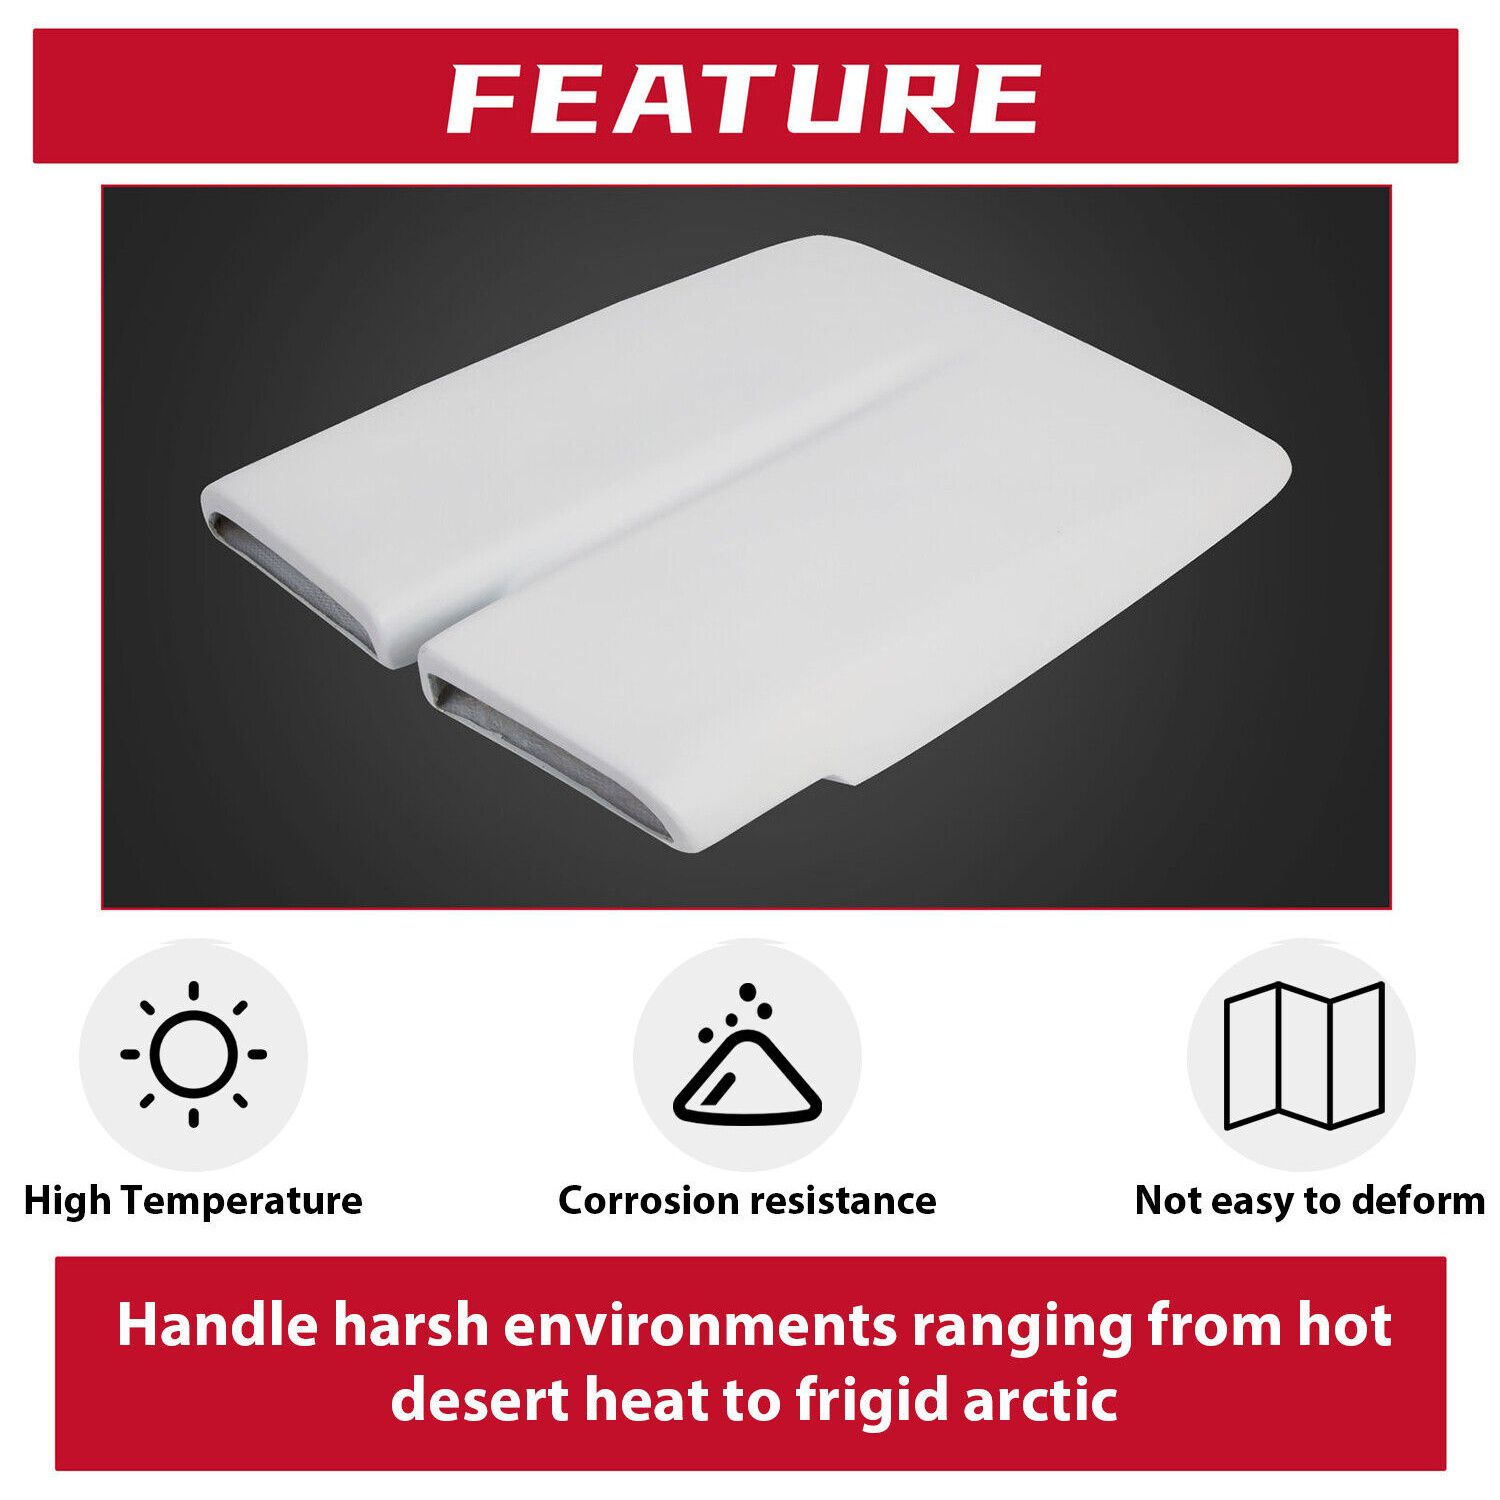 FEATURE
High Temperature
Corrosion resistance
Not easy to deform
Handle harsh environments ranging from hot
desert heat to frigid arctic